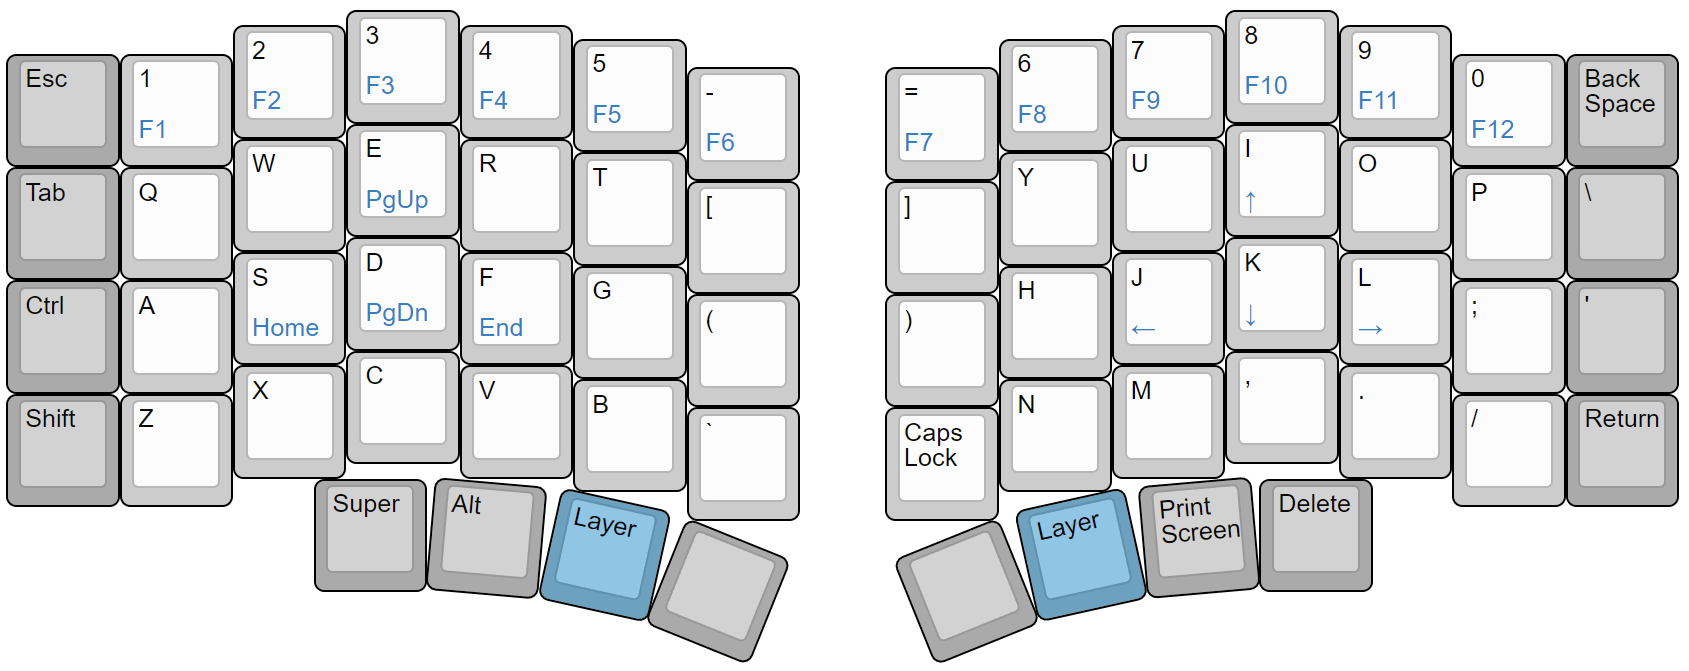 Esc
1
F1
2
F2
3
F3
4
F4
5
F5
-
F6
Tab
Q
W
E
PgUp
R
T
[
Ctrl
A
S
Home
D
PgDn
F
End
G
(
Shift
Z
X
C
V
B
`
Super
Alt
Layer
=
F7
6
F8
7
F9
8
F10
9
F11
0
F12
Back
Space
]
Y
U
I
↑
O
P
\
)
H
J
←
K
↓
L
→
;
'
Caps
Lock
N
M
,
.
/
Return
Layer
Print
Screen
Delete